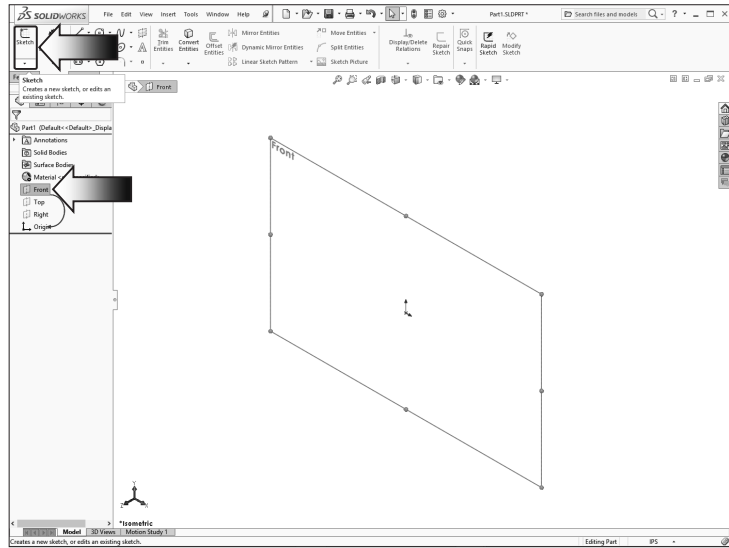 SOLIDWORKS File Edit View Insert Tools Window Help Part1.SLDPRT * Search files and models
Sketch
Trim Entities
Convert Entities
Offset Entities
Mirror Entities
Dynamic Mirror Entities
Linear Sketch Pattern
Move Entities
Split Entities
Sketch Picture
Display/Delete Relations
Repair Sketch
Quick Snaps
Rapid Sketch
Modify Sketch
Sketch
Creates a new sketch, or edits an
existing sketch.
Front
Part1 (Default<<Default>_Displa
Annotations
Solid Bodies
Surface Bodies
Material
Front
Top
Right
Origin
Front
Y
Z X
*Isometric
Model 3D Views Motion Study 1
Creates a new sketch, or edits an existing sketch. Editing Part IPS